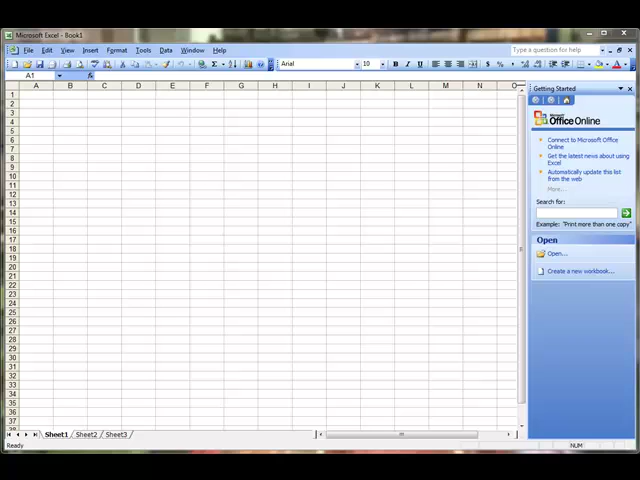 Microsoft Excel - Book1
File Edit View Insert Format Tools Data Window Help
Type a question for help
Arial 10 B I U $ % A
A1 fx
A B C D E F G H I J K L M N O
1
2
3
4
5
6
7
8
9
10
11
12
13
14
15
16
17
18
19
20
21
22
23
24
25
26
27
28
29
30
31
32
33
34
35
36
37
Getting Started
Microsoft
Office Online
Connect to Microsoft Office
Online
Get the latest news about using
Excel
Automatically update this list
from the web
More...
Search for:
Example: "Print more than one copy"
Open
Open...
Create a new workbook...
Sheet1 Sheet2 Sheet3
Ready
NUM